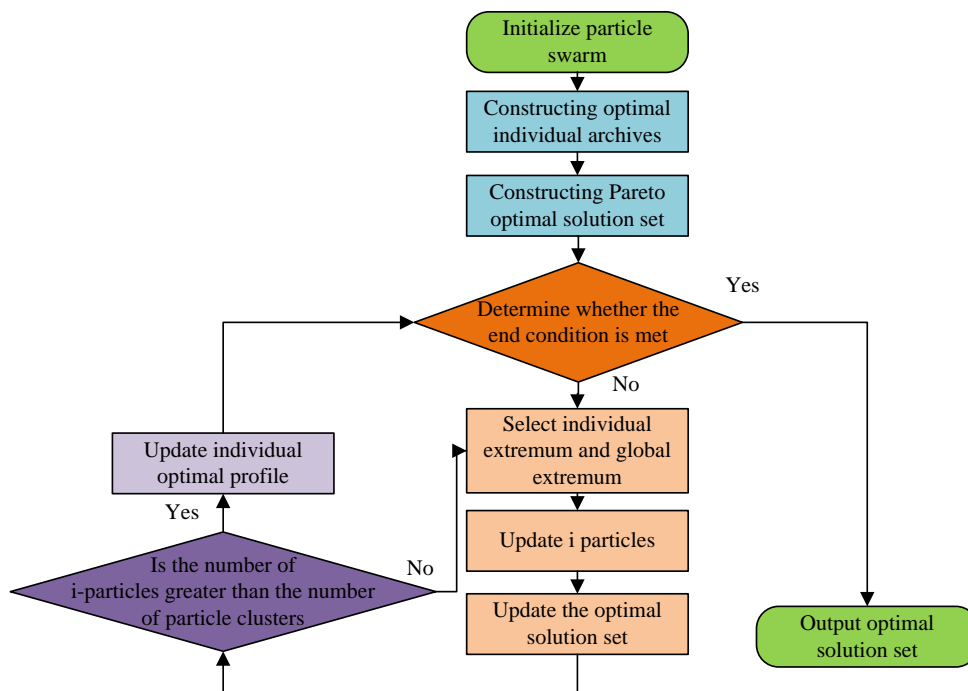 Initialize particle
swarm
Constructing optimal
individual archives
Constructing Pareto
optimal solution set
Determine whether the
end condition is met
Yes
No
Select individual
extremum and global
extremum
Update i particles
Update the optimal
solution set
Is the number of
i-particles greater than the number
of particle clusters
No
Yes
Update individual
optimal profile
Output optimal
solution set